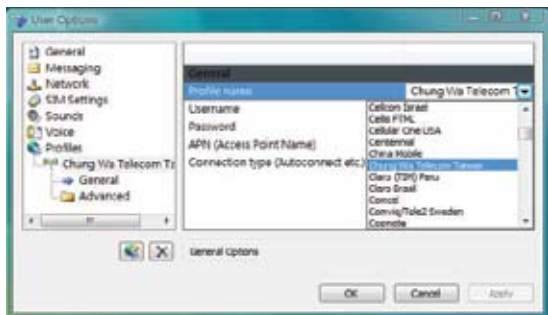 User Options
General
Messaging
Network
SIM Settings
Sounds
Voice
Profiles
Chung Wa Telecom Ta
General
Advanced
General
Profile name
Chung Wa Telecom T
Username
Password
APN (Access Point Name)
Connection type (Autoconnect etc.)
Cellcom Israel
Cellular One USA
Centennial
China Mobile
Chung Wa Telecom Taiwan
Claro (TIM) Peru
Claro Brasil
Comcel
Comviq/Tele2 Sweden
Cosmote
General Options
OK
Cancel
Apply